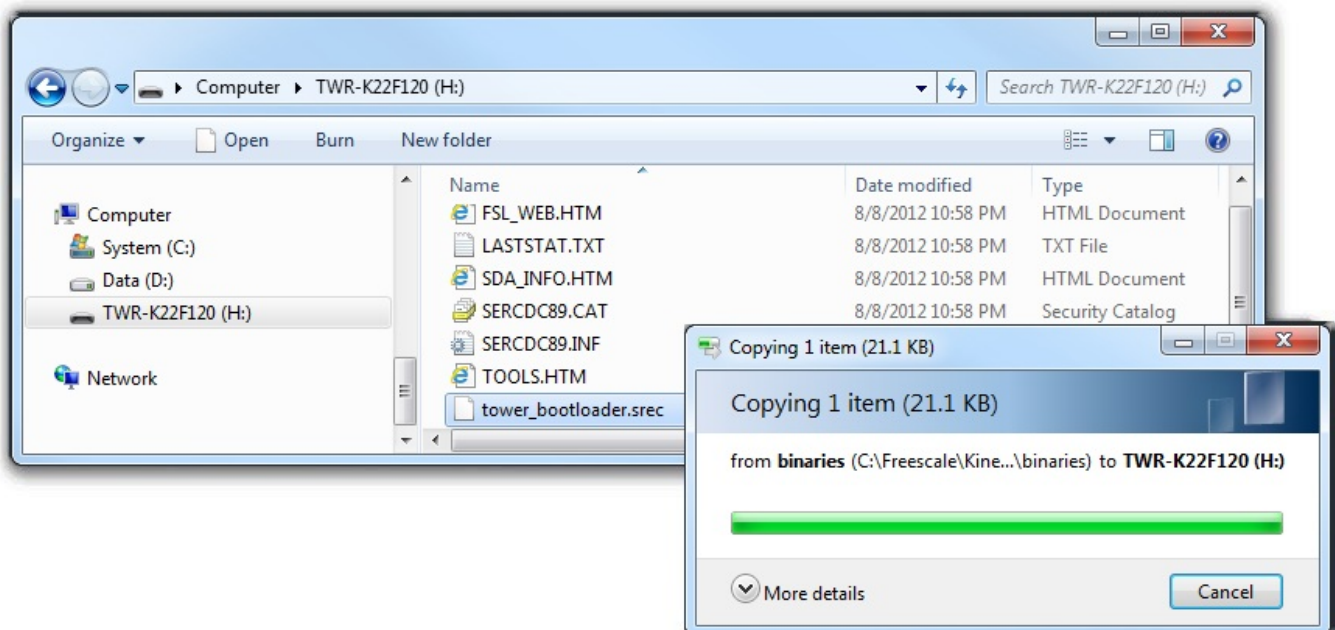 Computer ▸ TWR-K22F120 (H:)
Search TWR-K22F120 (H:)
Organize Open Burn New folder
Name Date modified Type
Computer
FSL_WEB.HTM 8/8/2012 10:58 PM HTML Document
System (C:)
LASTSTAT.TXT 8/8/2012 10:58 PM TXT File
Data (D:)
SDA_INFO.HTM 8/8/2012 10:58 PM HTML Document
TWR-K22F120 (H:)
SERCDC89.CAT 8/8/2012 10:58 PM Security Catalog
SERCDC89.INF
Network
TOOLS.HTM
tower_bootloader.srec
Copying 1 item (21.1 KB)
Copying 1 item (21.1 KB)
from binaries (C:\Freescale\Kine...\binaries) to TWR-K22F120 (H:)
More details
Cancel